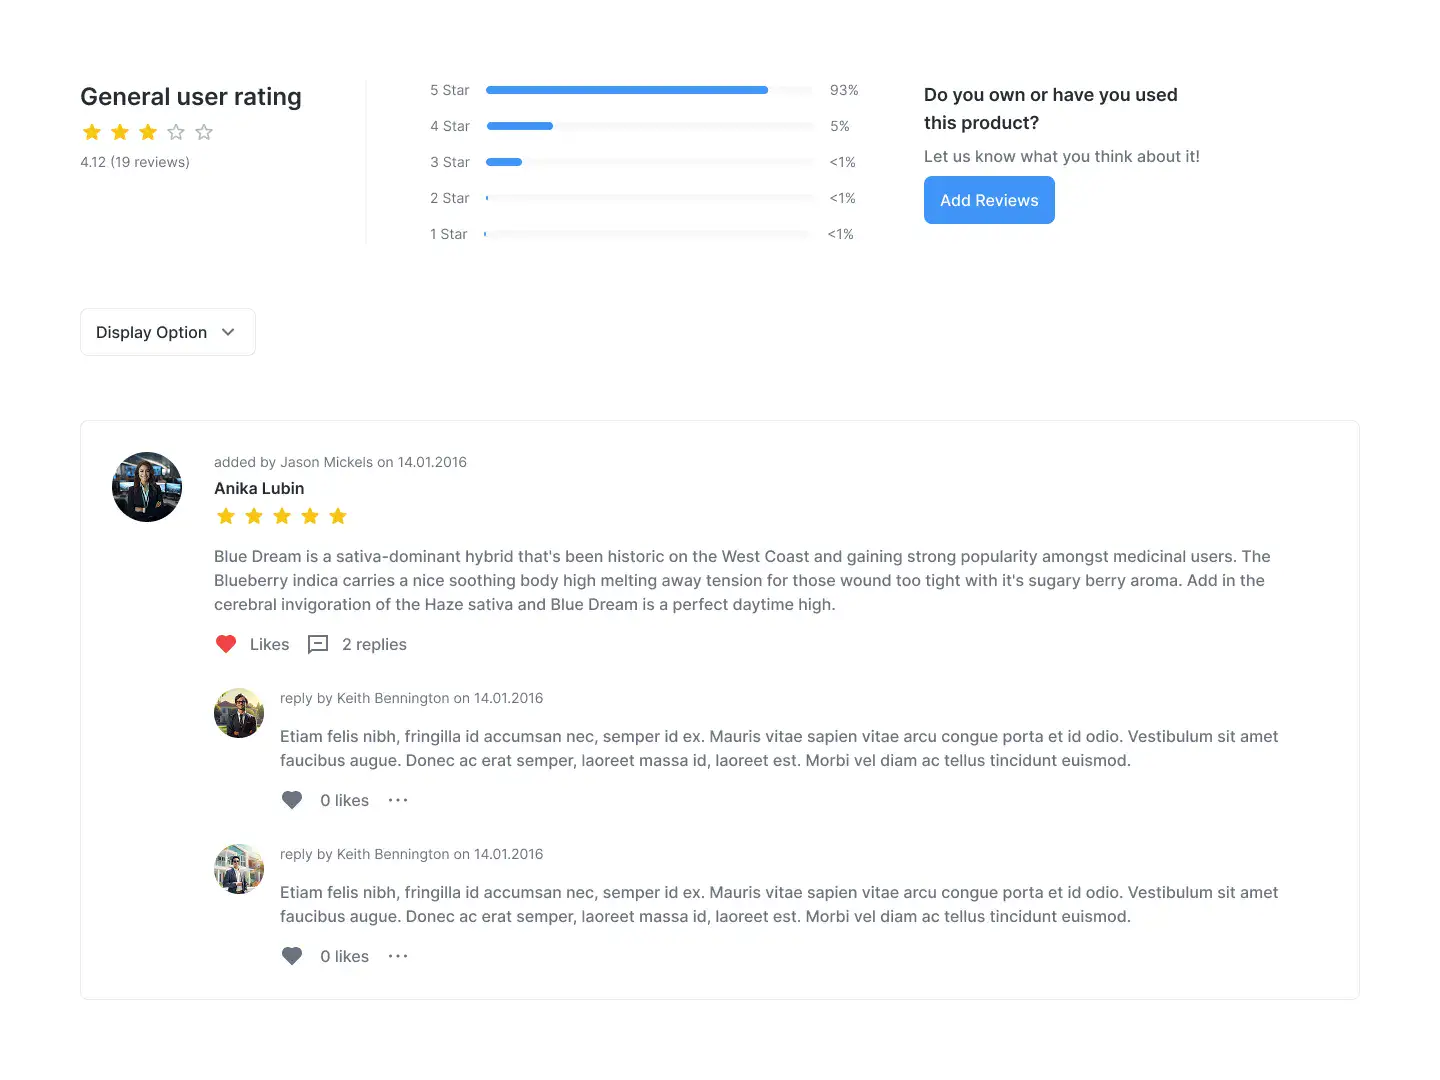 General user rating
4.12 (19 reviews)
5 Star 93%
4 Star 5%
3 Star <1%
2 Star <1%
1 Star <1%
Do you own or have you used
this product?
Let us know what you think about it!
Add Reviews
Display Option
added by Jason Mickels on 14.01.2016
Anika Lubin
Blue Dream is a sativa-dominant hybrid that's been historic on the West Coast and gaining strong popularity amongst medicinal users. The
Blueberry indica carries a nice soothing body high melting away tension for those wound too tight with it's sugary berry aroma. Add in the
cerebral invigoration of the Haze sativa and Blue Dream is a perfect daytime high.
Likes 2 replies
reply by Keith Bennington on 14.01.2016
Etiam felis nibh, fringilla id accumsan nec, semper id ex. Mauris vitae sapien vitae arcu congue porta et id odio. Vestibulum sit amet
faucibus augue. Donec ac erat semper, laoreet massa id, laoreet est. Morbi vel diam ac tellus tincidunt euismod.
0 likes
reply by Keith Bennington on 14.01.2016
Etiam felis nibh, fringilla id accumsan nec, semper id ex. Mauris vitae sapien vitae arcu congue porta et id odio. Vestibulum sit amet
faucibus augue. Donec ac erat semper, laoreet massa id, laoreet est. Morbi vel diam ac tellus tincidunt euismod.
0 likes